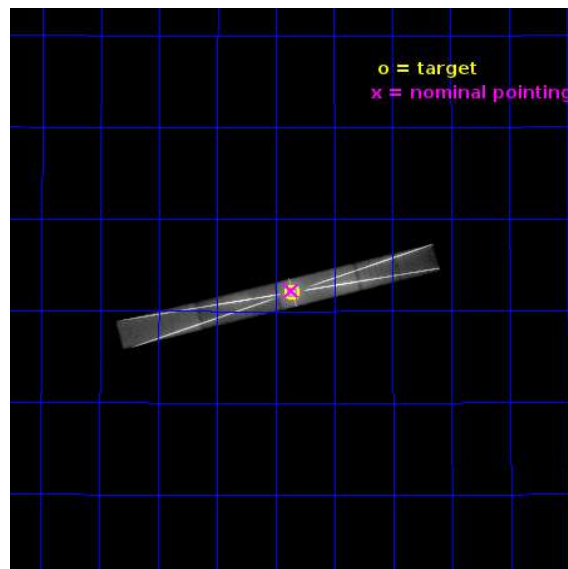 o = target
x = nominal pointing